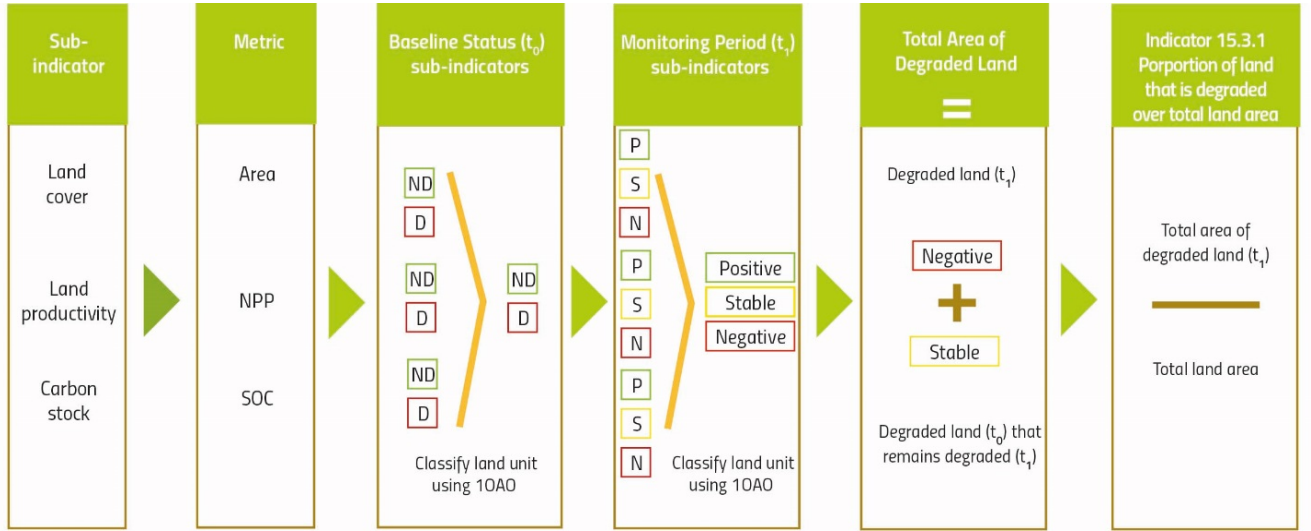 Sub-
indicator
Land
cover
Land
productivity
Carbon
stock
Metric
Area
NPP
SOC
Baseline Status (t0)
sub-indicators
ND
D
ND
D
ND
D
ND
D
Classify land unit
using 1OAO
Monitoring Period (t1)
sub-indicators
P
S
N
P
S
N
P
S
N
Positive
Stable
Negative
Classify land unit
using 1OAO
Total Area of
Degraded Land
=
Degraded land (t1)
Negative
+
Stable
Degraded land (t0) that
remains degraded (t1)
Indicator 15.3.1
Porportion of land
that is degraded
over total land area
Total area of
degraded land (t1)
Total land area